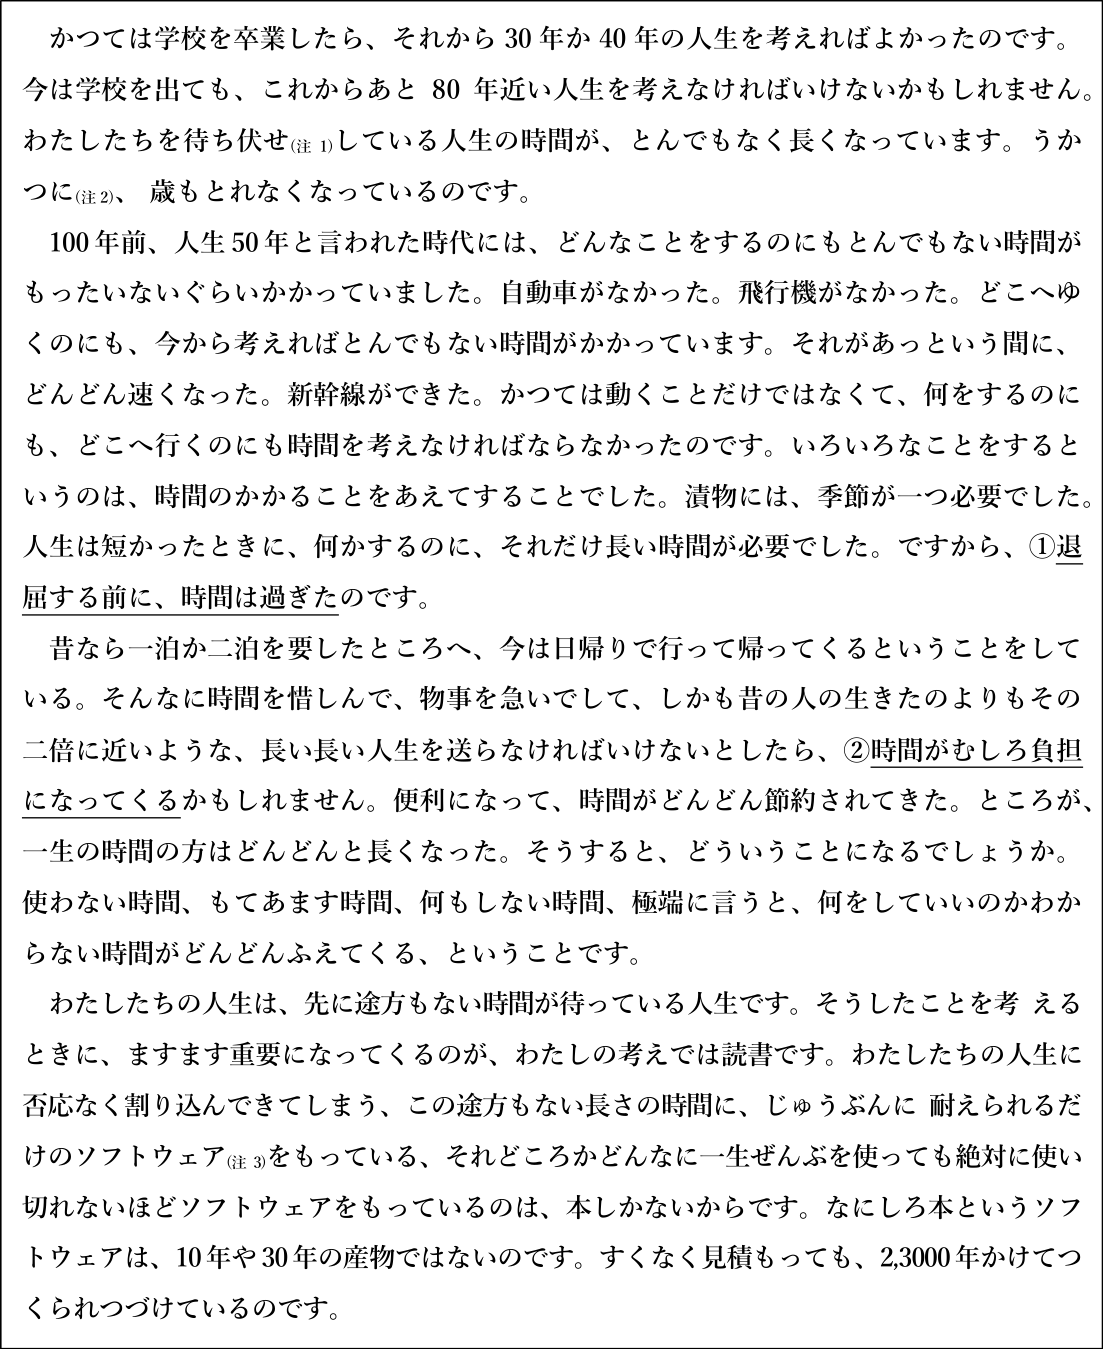 かつては学校を卒業したら、それから 30 年か 40 年の人生を考えればよかったのです。
今は学校を出ても、これからあと 80 年近い人生を考えなければいけないかもしれません。
わたしたちを待ち伏せ(注 1)している人生の時間が、とんでもなく長くなっています。うか
つに(注 2)、 歳もとれなくなっているのです。
100 年前、人生 50 年と言われた時代には、どんなことをするのにもとんでもない時間が
もったいないぐらいかかっていました。自動車がなかった。飛行機がなかった。どこへゆ
くのにも、今から考えればとんでもない時間がかかっています。それがあっという間に、
どんどん速くなった。新幹線ができた。かつては動くことだけではなくて、何をするのに
も、どこへ行くのにも時間を考えなければならなかったのです。いろいろなことをすると
いうのは、時間のかかることをあえてすることでした。漬物には、季節が一つ必要でした。
人生は短かったときに、何かするのに、それだけ長い時間が必要でした。ですから、①退
屈する前に、時間は過ぎたのです。
昔なら一泊か二泊を要したところへ、今は日帰りで行って帰ってくるということをして
いる。そんなに時間を惜しんで、物事を急いでして、しかも昔の人の生きたのよりもその
二倍に近いような、長い長い人生を送らなければいけないとしたら、②時間がむしろ負担
になってくるかもしれません。便利になって、時間がどんどん節約されてきた。ところが、
一生の時間の方はどんどんと長くなった。そうすると、どういうことになるでしょうか。
使わない時間、もてあます時間、何もしない時間、極端に言うと、何をしていいのかわか
らない時間がどんどんふえてくる、ということです。
わたしたちの人生は、先に途方もない時間が待っている人生です。そうしたことを考 える
ときに、ますます重要になってくるのが、わたしの考えでは読書です。わたしたちの人生に
否応なく割り込んできてしまう、この途方もない長さの時間に、じゅうぶんに 耐えられるだ
けのソフトウェア(注 3)をもっている、それどころかどんなに一生ぜんぶを使っても絶対に使い
切れないほどソフトウェアをもっているのは、本しかないからです。なにしろ本というソフ
トウェアは、10 年や 30 年の産物ではないのです。すくなく見積もっても、2,3000 年かけてつ
くられつづけているのです。